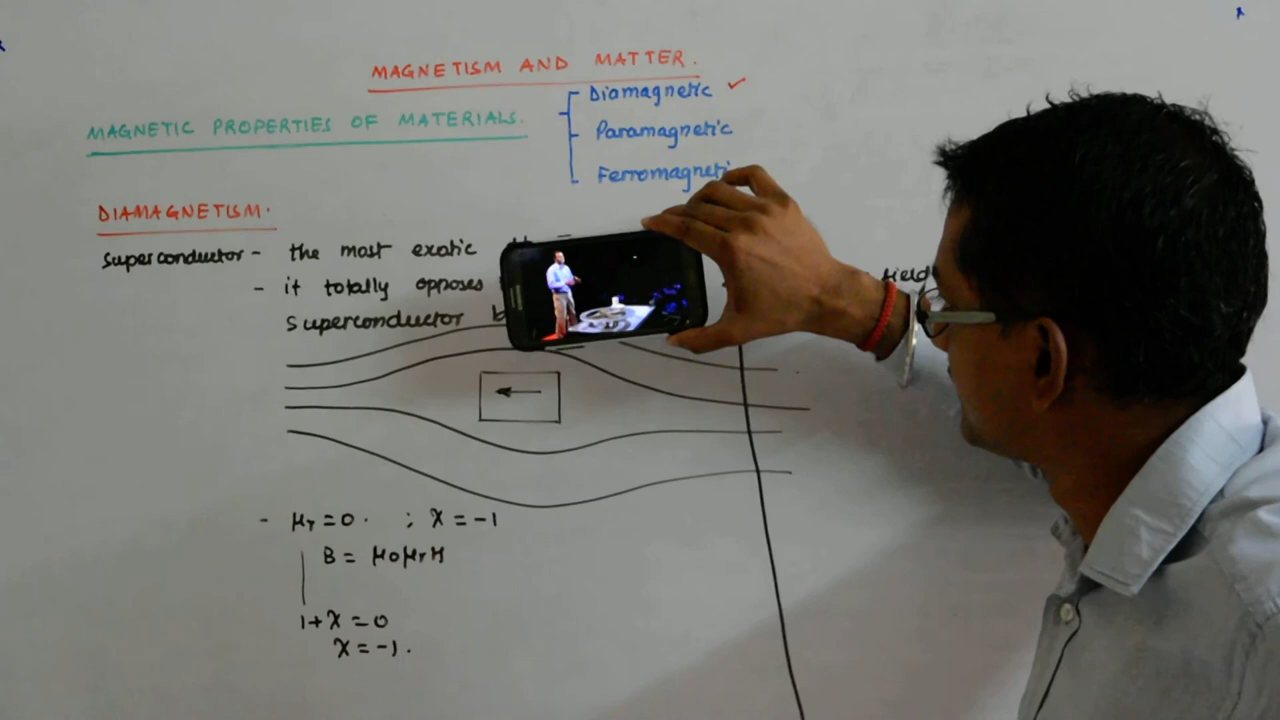 MAGNETISM AND MATTER.
MAGNETIC PROPERTIES OF MATERIALS.
Diamagnetic ✓
Paramagnetic
Ferromagneti
DIAMAGNETISM.
Superconductor - the most exotic
- it totally opposes field
Superconductor
- μr = 0. ; χ = -1
B = μ0μrH
1+χ = 0
χ = -1.